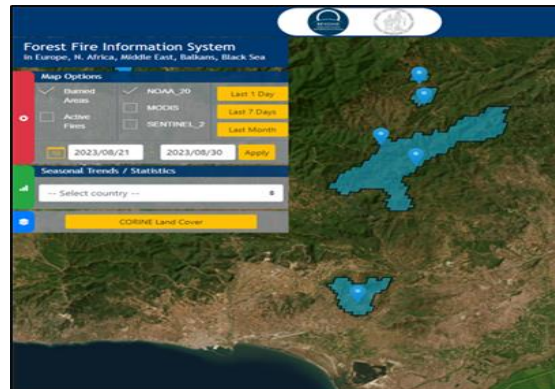 Forest Fire Information System
in Europe, N. Africa, Middle East, Balkans, Black Sea
Map Options
Burned Areas
NOAA_20
Last 1 Day
Active Fires
MODIS
Last 7 Days
SENTINEL_2
Last Month
2023/08/21
2023/08/30
Apply
Seasonal Trends / Statistics
-- Select country --
CORINE Land Cover